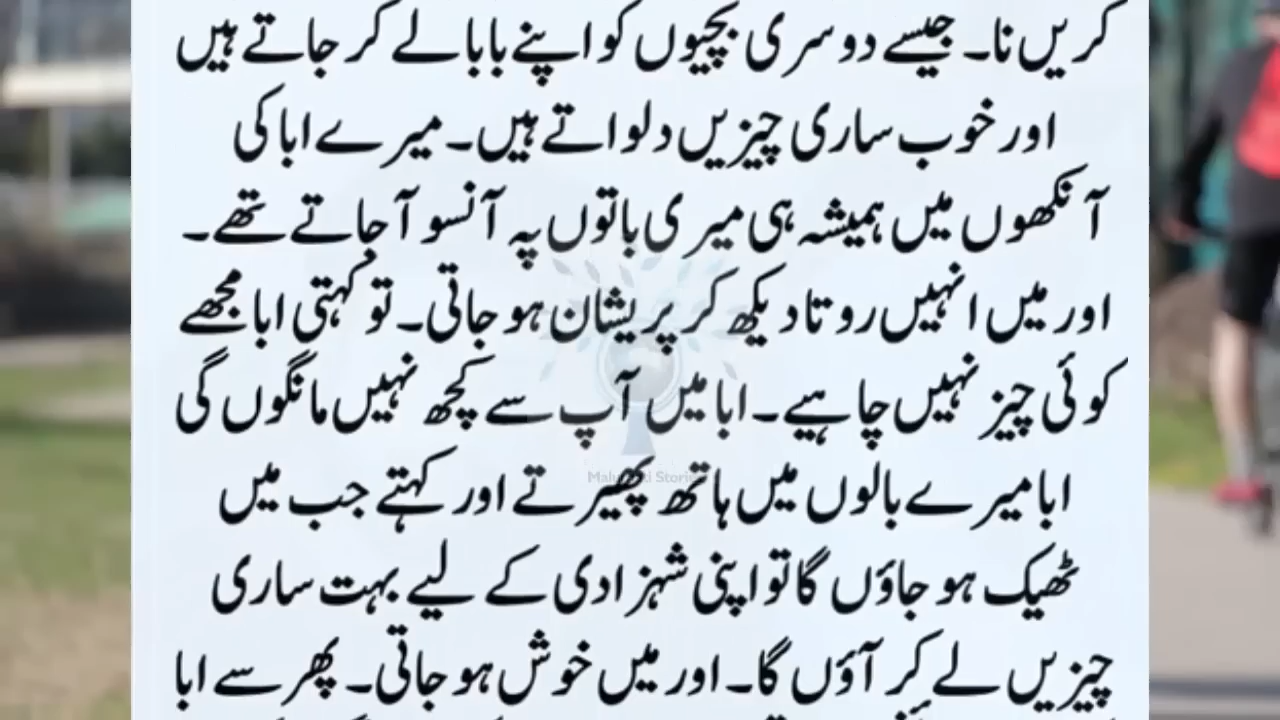 کریں نا۔ جیسے دوسری بچیوں کو اپنے بابا لے کر جاتے ہیں
اور خوب ساری چیزیں دلواتے ہیں۔ میرے ابا کی
آنکھوں میں ہمیشہ ہی میری باتوں پہ آنسو آجاتے تھے۔
اور میں انہیں روتا دیکھ کر پریشان ہو جاتی۔ تو کہتی ابا مجھے
کوئی چیز نہیں چاہیے۔ ابا میں آپ سے کچھ نہیں مانگوں گی
ابا میرے بالوں میں ہاتھ پھیرتے اور کہتے جب میں
ٹھیک ہو جاؤں گا تو اپنی شہزادی کے لیے بہت ساری
چیزیں لے کر آؤں گا۔ اور میں خوش ہو جاتی۔ پھر سے ابا